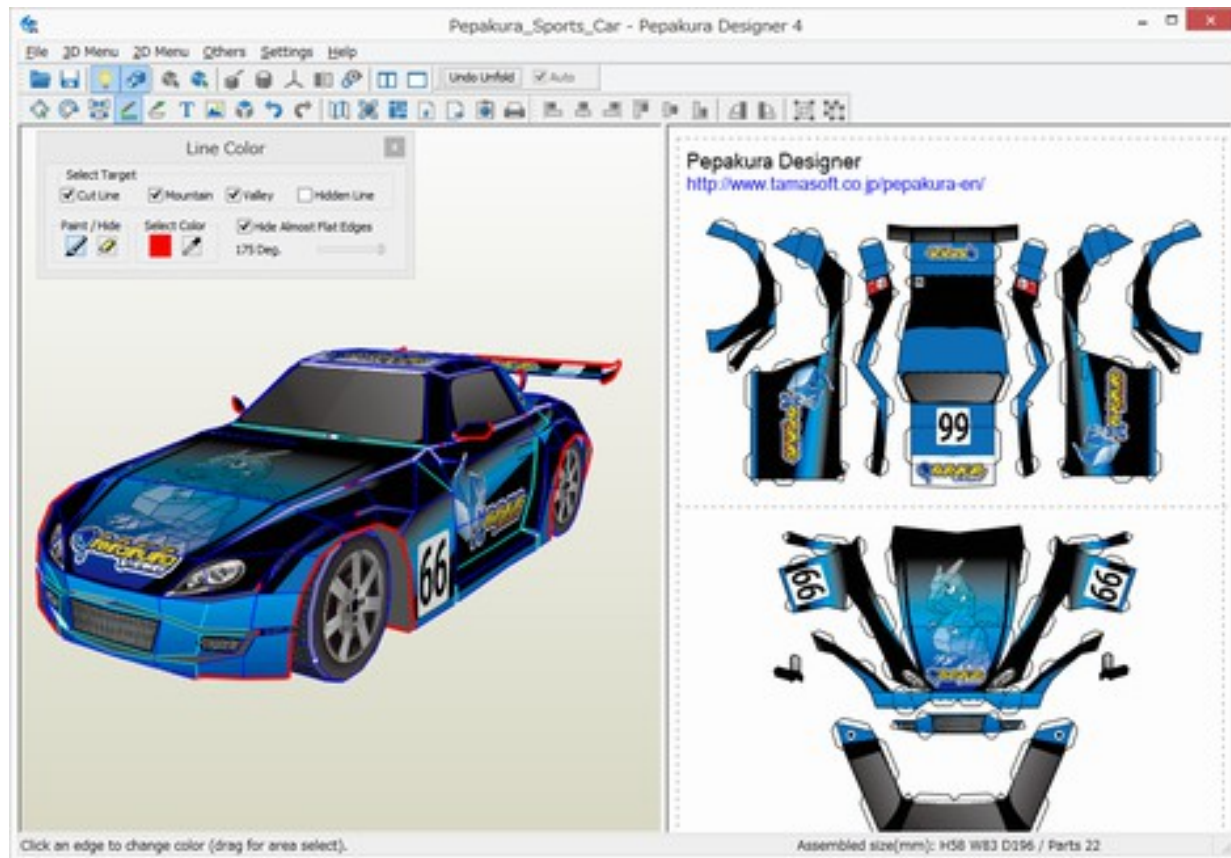 Pepakura_Sports_Car - Pepakura Designer 4
File 3D Menu 2D Menu Others Settings Help
Undo Unfold Auto
Line Color
Select Target
Cut Line Mountain Valley Hidden Line
Paint / Hide Select Color Hide Almost Flat Edges
175 Deg.
66
Pepakura Designer
http://www.tamasoft.co.jp/pepakura-en/
99
66
99
Click an edge to change color (drag for area select).
Assembled size(mm): H58 W83 D196 / Parts 22